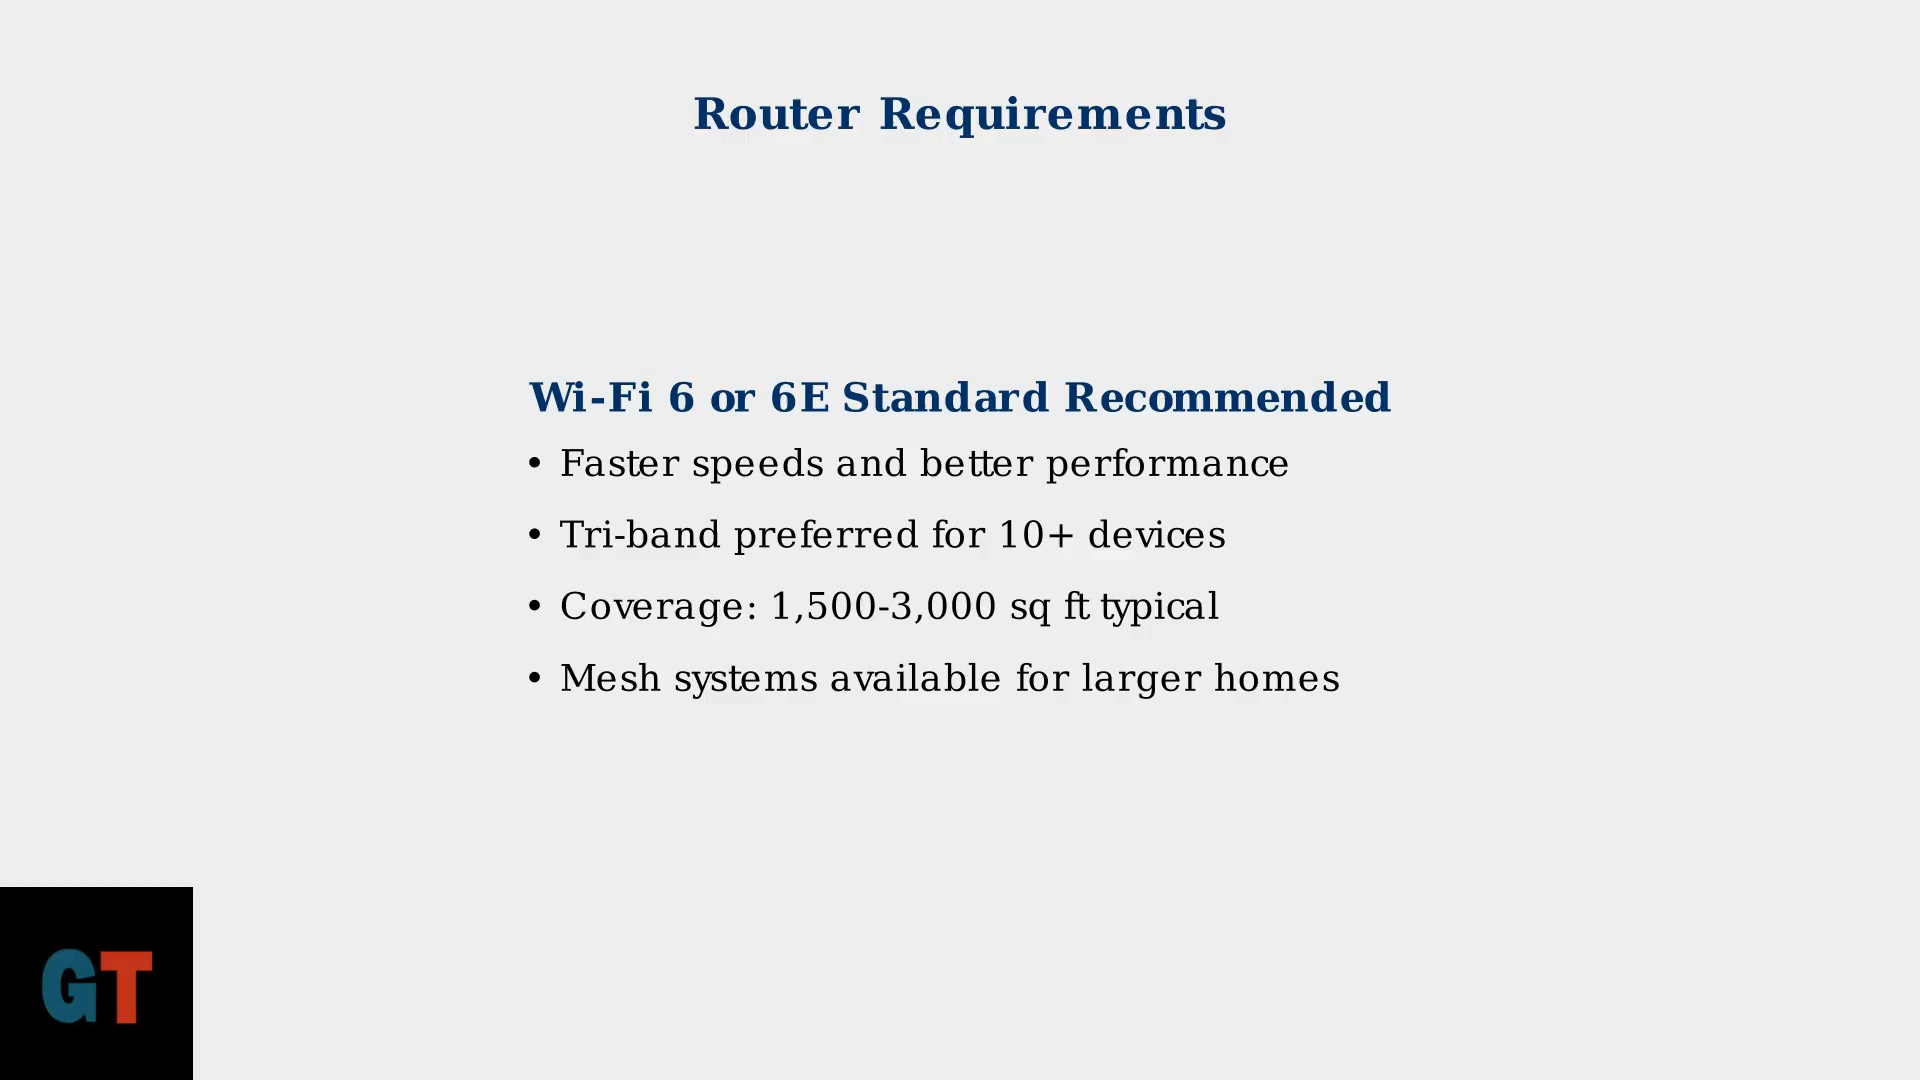 Router Requirements
Wi-Fi 6 or 6E Standard Recommended
• Faster speeds and better performance
• Tri-band preferred for 10+ devices
• Coverage: 1,500-3,000 sq ft typical
• Mesh systems available for larger homes
GT